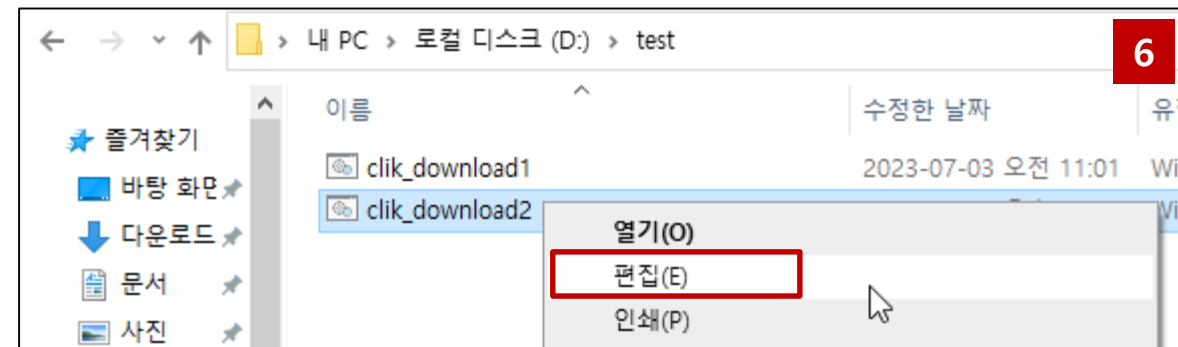 내 PC › 로컬 디스크 (D:) › test
6
이름
수정한 날짜
즐겨찾기
clik_download1
2023-07-03 오전 11:01
바탕 화면
clik_download2
다운로드
열기(O)
편집(E)
문서
인쇄(P)
사진